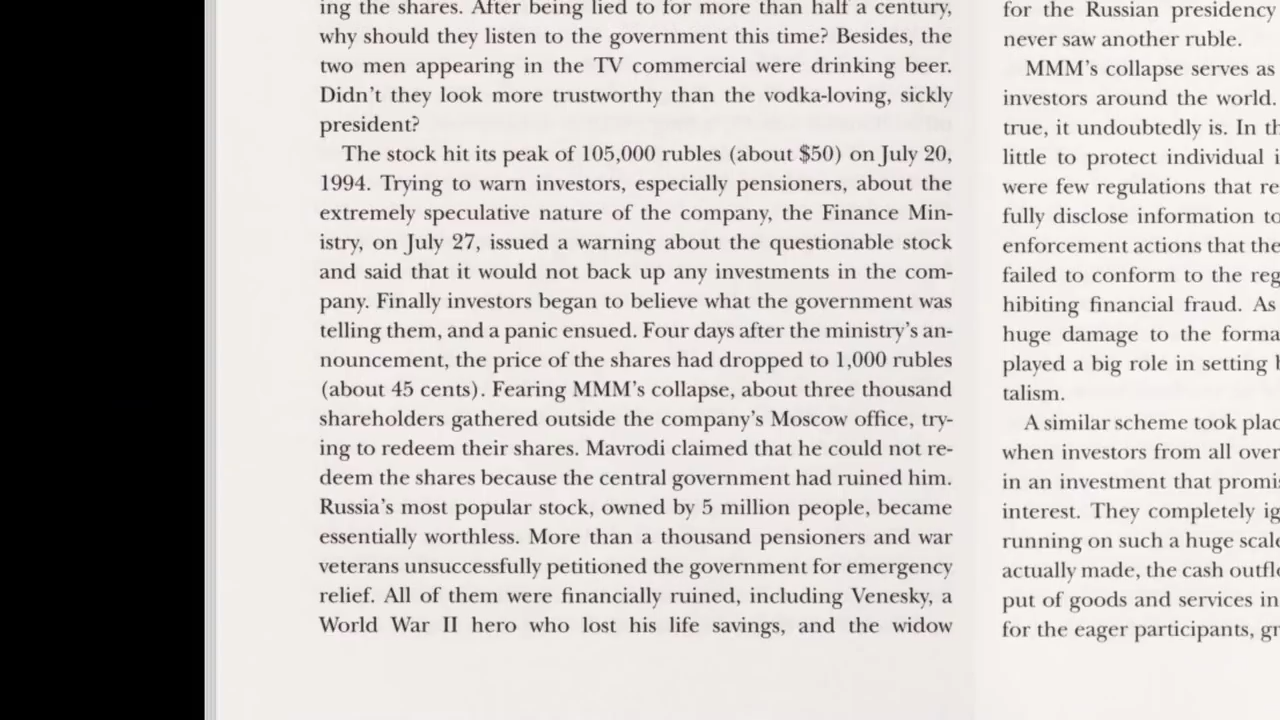 ing the shares. After being lied to for more than half a century,
why should they listen to the government this time? Besides, the
two men appearing in the TV commercial were drinking beer.
Didn't they look more trustworthy than the vodka-loving, sickly
president?
The stock hit its peak of 105,000 rubles (about $50) on July 20,
1994. Trying to warn investors, especially pensioners, about the
extremely speculative nature of the company, the Finance Min-
istry, on July 27, issued a warning about the questionable stock
and said that it would not back up any investments in the com-
pany. Finally investors began to believe what the government was
telling them, and a panic ensued. Four days after the ministry's an-
nouncement, the price of the shares had dropped to 1,000 rubles
(about 45 cents). Fearing MMM's collapse, about three thousand
shareholders gathered outside the company's Moscow office, try-
ing to redeem their shares. Mavrodi claimed that he could not re-
deem the shares because the central government had ruined him.
Russia's most popular stock, owned by 5 million people, became
essentially worthless. More than a thousand pensioners and war
veterans unsuccessfully petitioned the government for emergency
relief. All of them were financially ruined, including Venesky, a
World War II hero who lost his life savings, and the widow
for the Russian presidency
never saw another ruble.
MMM's collapse serves as
investors around the world.
true, it undoubtedly is. In th
little to protect individual i
were few regulations that re
fully disclose information to
enforcement actions that the
failed to conform to the reg
hibiting financial fraud. As
huge damage to the forma
played a big role in setting b
talism.
A similar scheme took plac
when investors from all over
in an investment that promis
interest. They completely ig
running on such a huge scale
actually made, the cash outflo
put of goods and services in
for the eager participants, gr